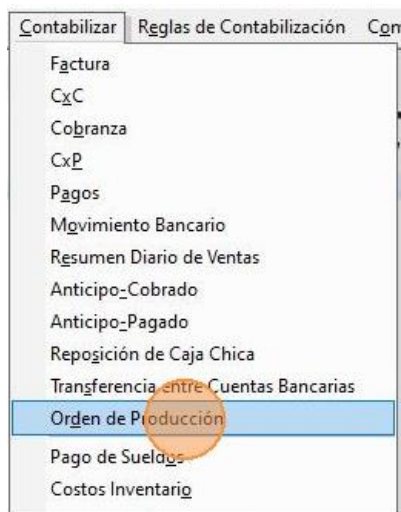 Contabilizar Reglas de Contabilización Con
Factura
CxC
Cobranza
CxP
Pagos
Movimiento Bancario
Resumen Diario de Ventas
Anticipo-Cobrado
Anticipo-Pagado
Reposición de Caja Chica
Transferencia entre Cuentas Bancarias
Orden de Producción
Pago de Sueldos
Costos Inventario